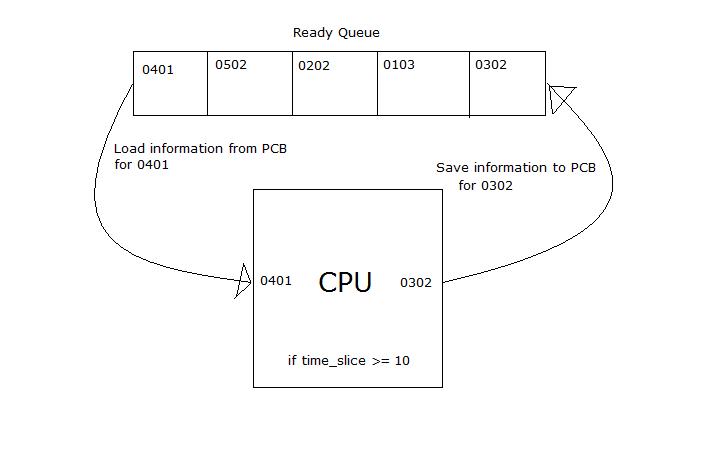 Ready Queue
0401 0502 0202 0103 0302
Load information from PCB
for 0401
Save information to PCB
for 0302
0401 CPU 0302
if time_slice >= 10